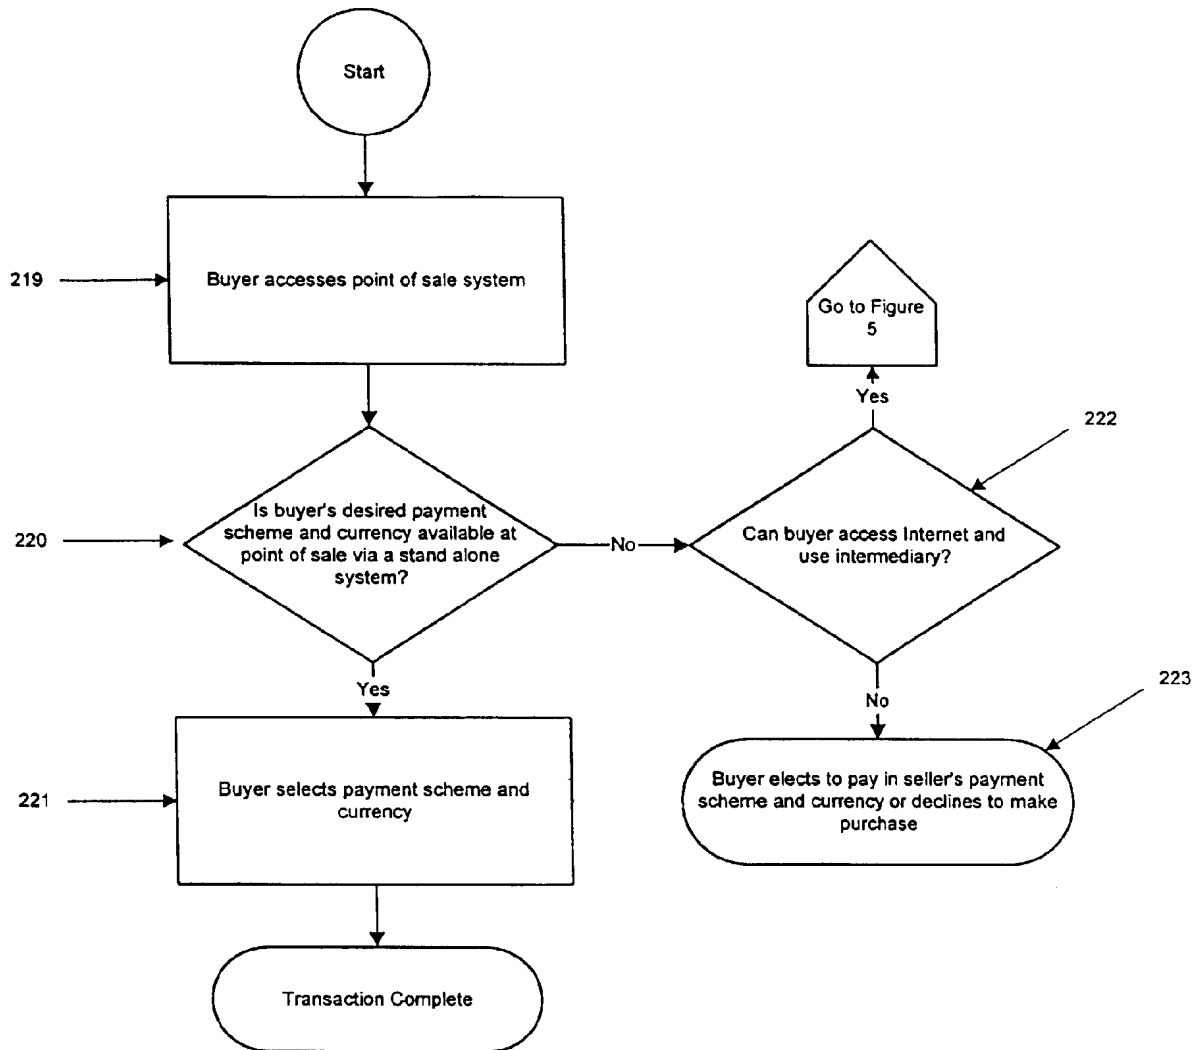 Start
219
Buyer accesses point of sale system
Go to Figure
5
Yes
222
220
Is buyer's desired payment
scheme and currency available at
point of sale via a stand alone
system?
No
Can buyer access Internet and
use intermediary?
Yes
No
223
221
Buyer selects payment scheme and
currency
Buyer elects to pay in seller's payment
scheme and currency or declines to make
purchase
Transaction Complete